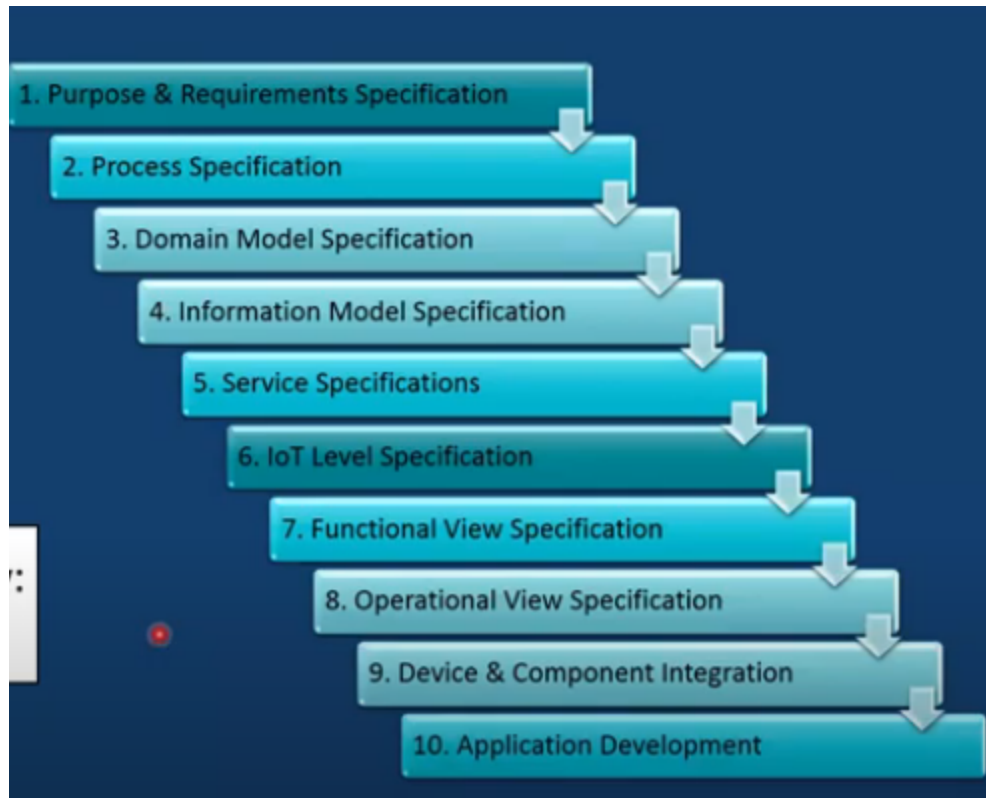 1. Purpose & Requirements Specification
2. Process Specification
3. Domain Model Specification
4. Information Model Specification
5. Service Specifications
6. IoT Level Specification
7. Functional View Specification
8. Operational View Specification
9. Device & Component Integration
10. Application Development